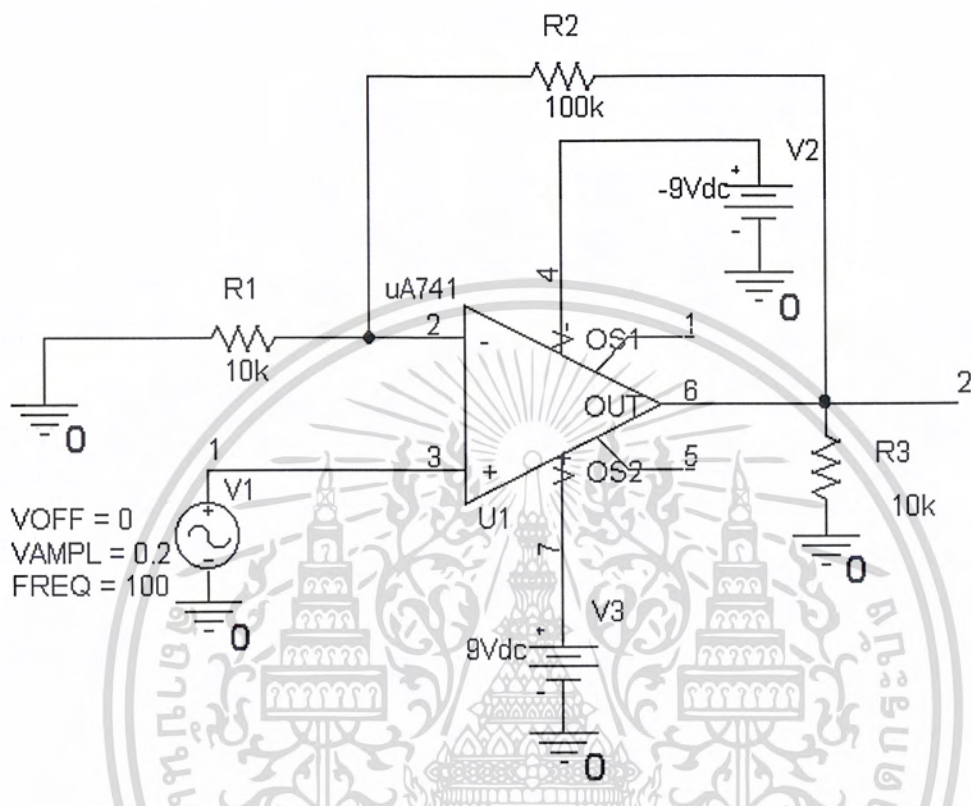 R2
100k
V2
-9Vdc
+
-
0
4
R1
uA741
10k
2
-
V-
OS1
1
0
OUT
6
2
1
3
+
V+
OS2
5
R3
10k
0
V1
U1
VOFF = 0
VAMPL = 0.2
FREQ = 100
+
-
0
7
V3
9Vdc
+
-
0